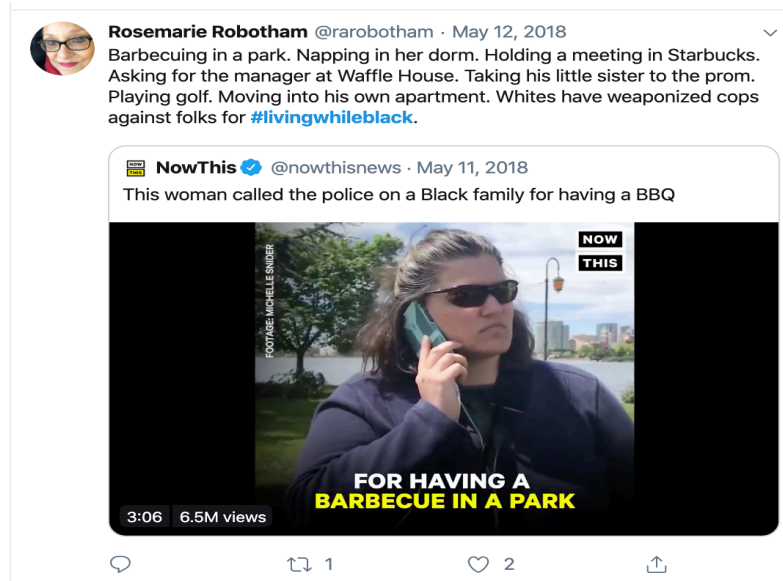 Rosemarie Robotham @rarobotham · May 12, 2018
Barbecuing in a park. Napping in her dorm. Holding a meeting in Starbucks.
Asking for the manager at Waffle House. Taking his little sister to the prom.
Playing golf. Moving into his own apartment. Whites have weaponized cops
against folks for #livingwhileblack.
NOW
THIS
NowThis @nowthisnews · May 11, 2018
This woman called the police on a Black family for having a BBQ
FOOTAGE: MICHELLE SNIDER
NOW
THIS
FOR HAVING A
BARBECUE IN A PARK
3:06 6.5M views
1 2